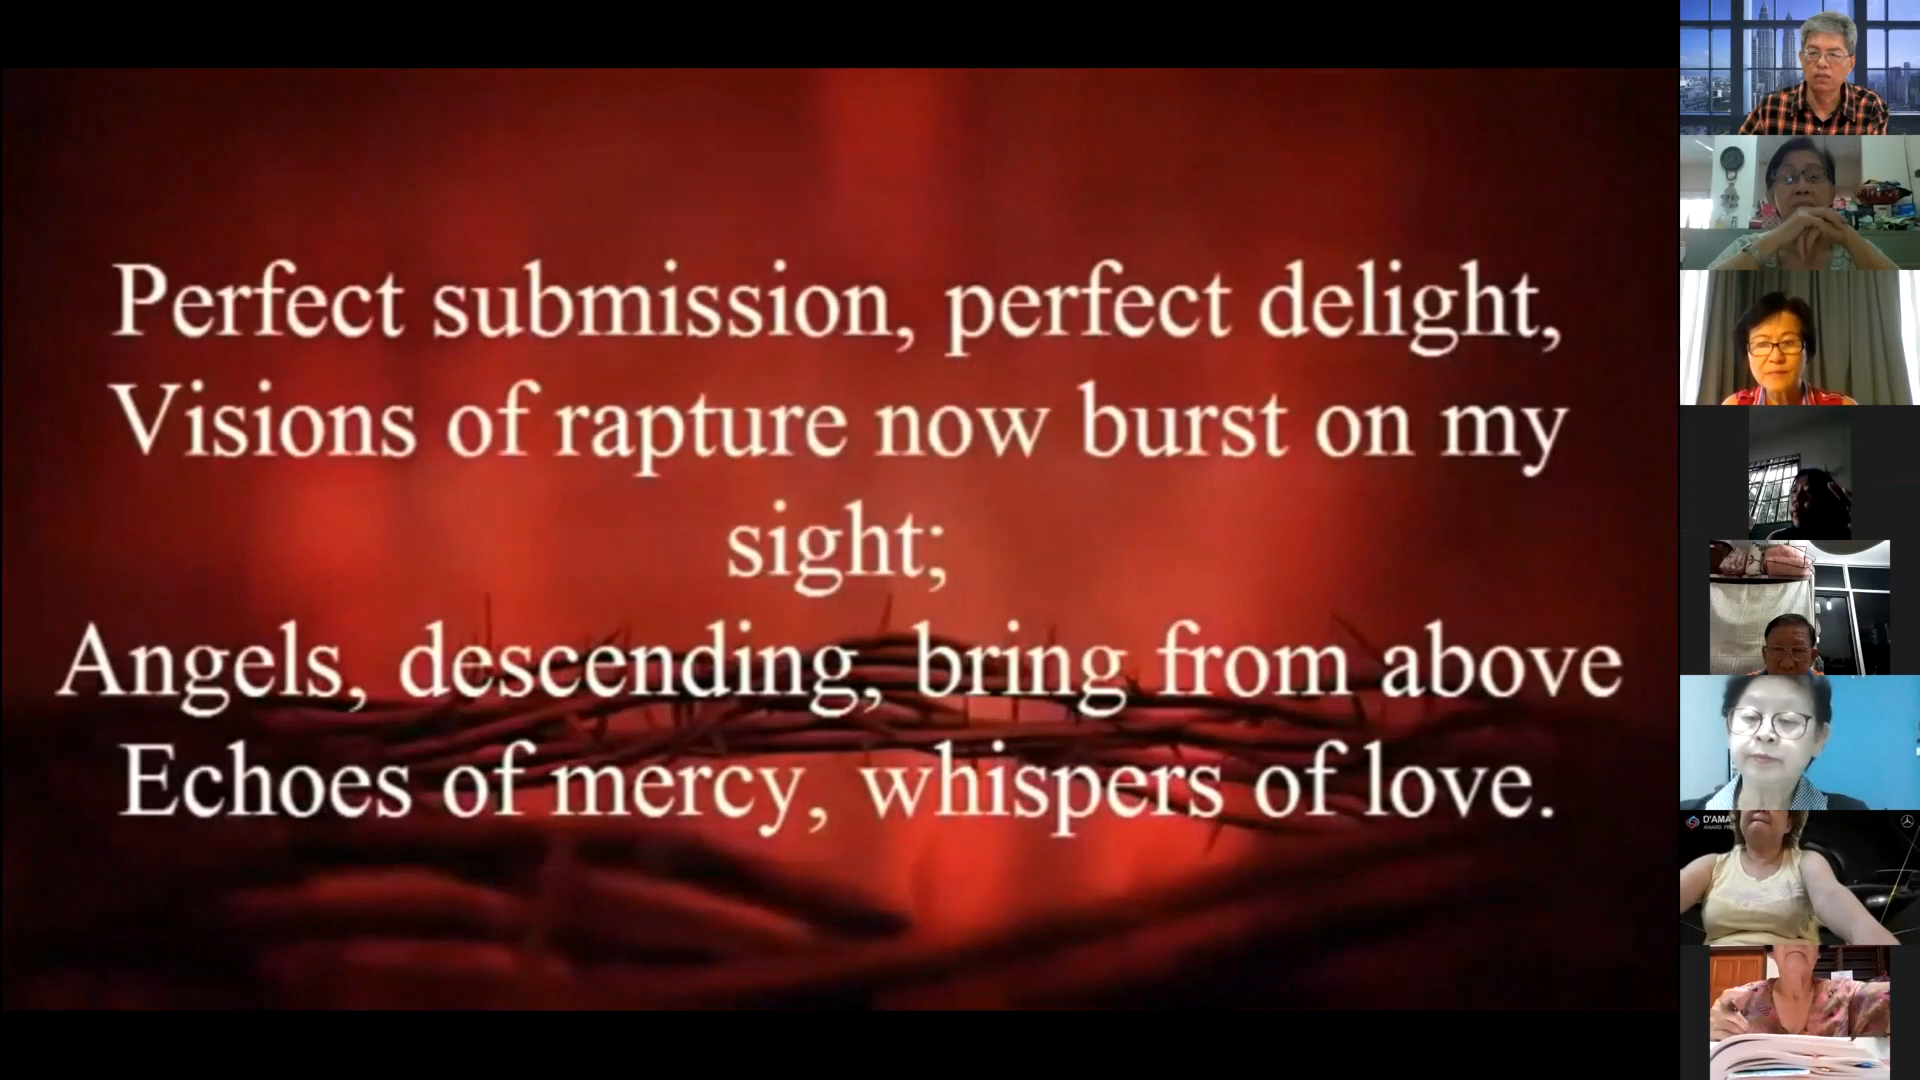 Perfect submission, perfect delight,
Visions of rapture now burst on my
sight;
Angels, descending, bring from above
Echoes of mercy, whispers of love.
D'AMA